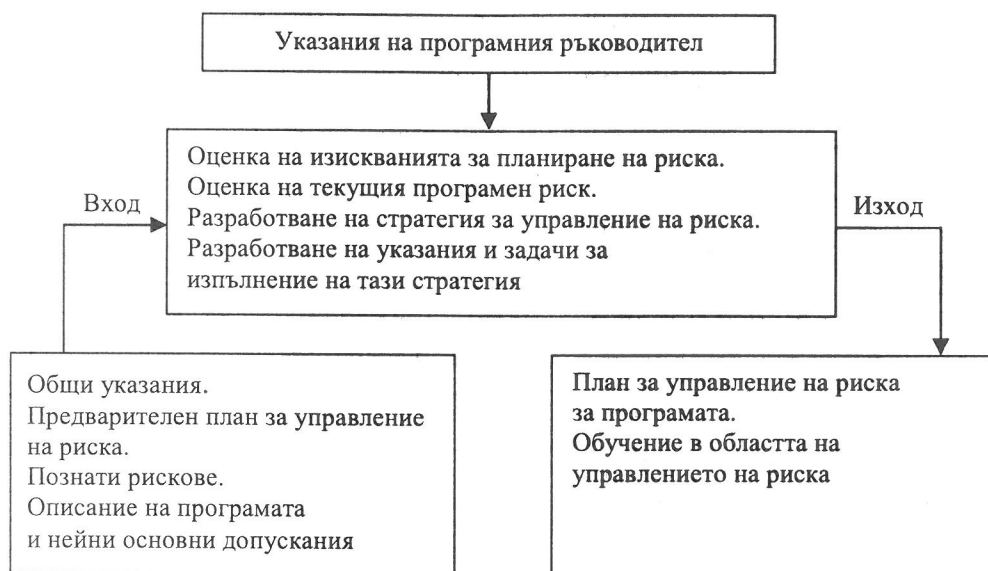 Указания на програмния ръководител
Оценка на изискванията за планиране на риска.
Оценка на текущия програмен риск.
Разработване на стратегия за управление на риска.
Разработване на указания и задачи за
изпълнение на тази стратегия
Вход
Изход
Общи указания.
Предварителен план за управление
на риска.
Познати рискове.
Описание на програмата
и нейни основни допускания
План за управление на риска
за програмата.
Обучение в областта на
управлението на риска